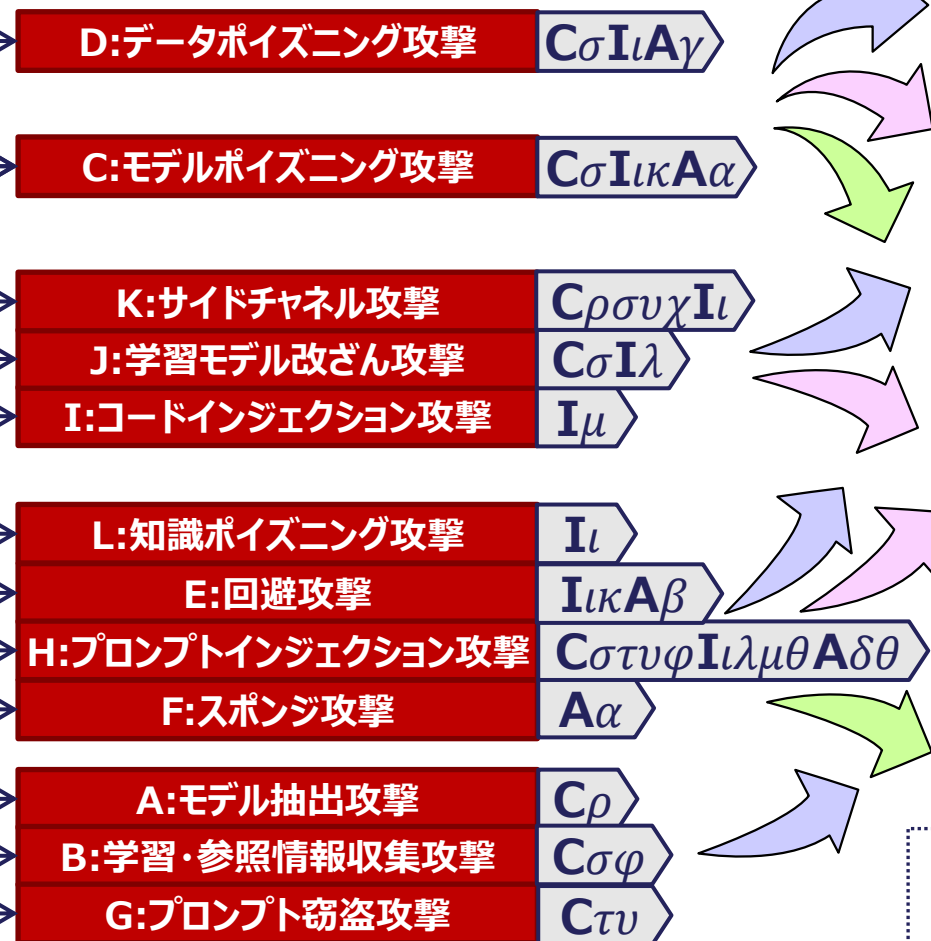 D:データポイズニング攻撃 CσIιAγ
C:モデルポイズニング攻撃 CσIικAα
K:サイドチャネル攻撃 CρσυχIι
J:学習モデル改ざん攻撃 CσIλ
I:コードインジェクション攻撃 Iμ
L:知識ポイズニング攻撃 Iι
E:回避攻撃 IικAβ
H:プロンプトインジェクション攻撃 CστυφIιλμθAδθ
F:スポンジ攻撃 Aα
A:モデル抽出攻撃 Cρ
B:学習・参照情報収集攻撃 Cσφ
G:プロンプト窃盗攻撃 Cτυ